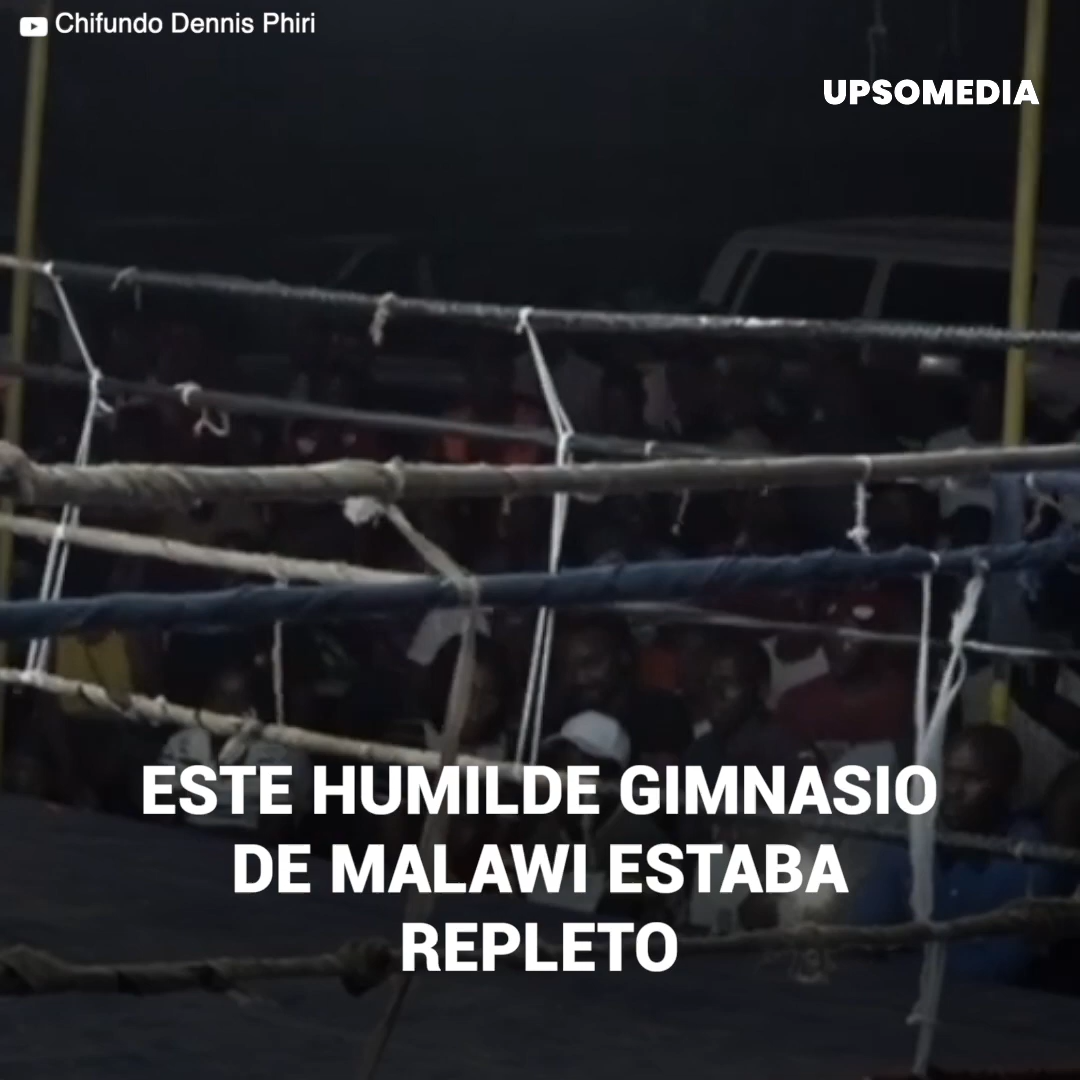 Chifundo Dennis Phiri
UPSOMEDIA
ESTE HUMILDE GIMNASIO
DE MALAWI ESTABA
REPLETO